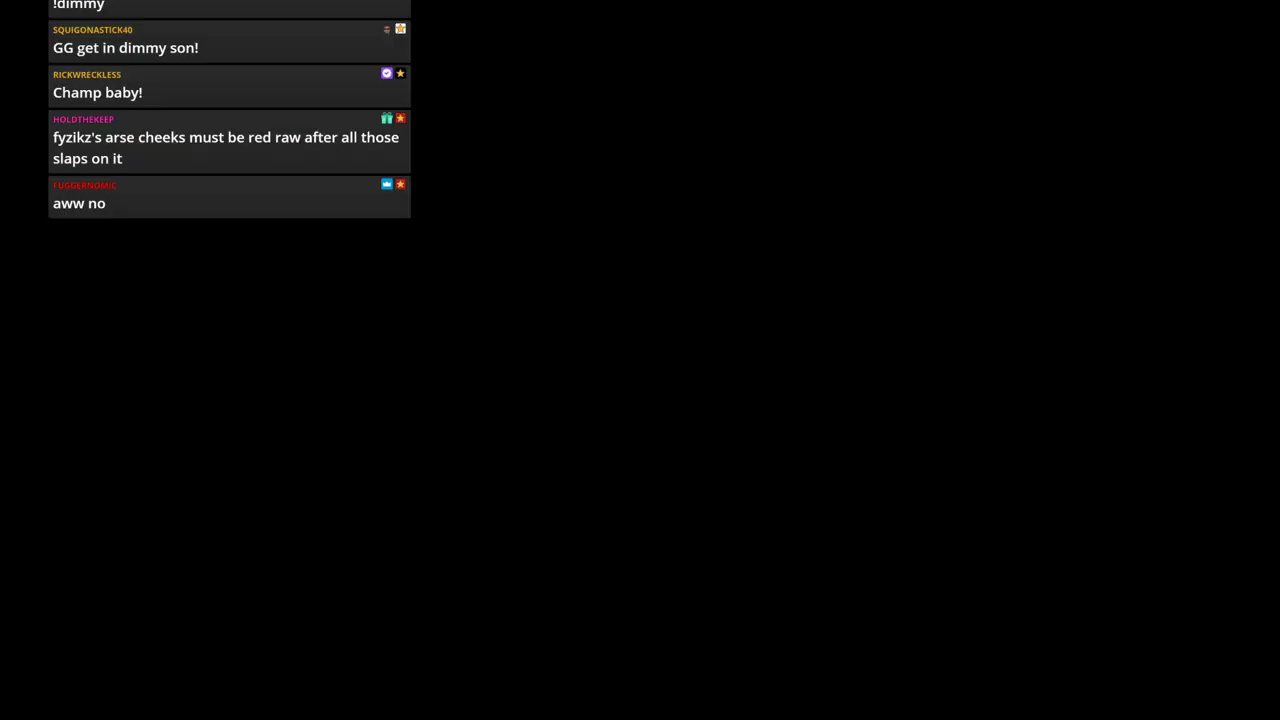 !dimmy
SQUIGONASTICK40
GG get in dimmy son!
RICKWRECKLESS
Champ baby!
HOLDTHEKEEP
fyzikz's arse cheeks must be red raw after all those
slaps on it
FUGGERNOMIC
aww no